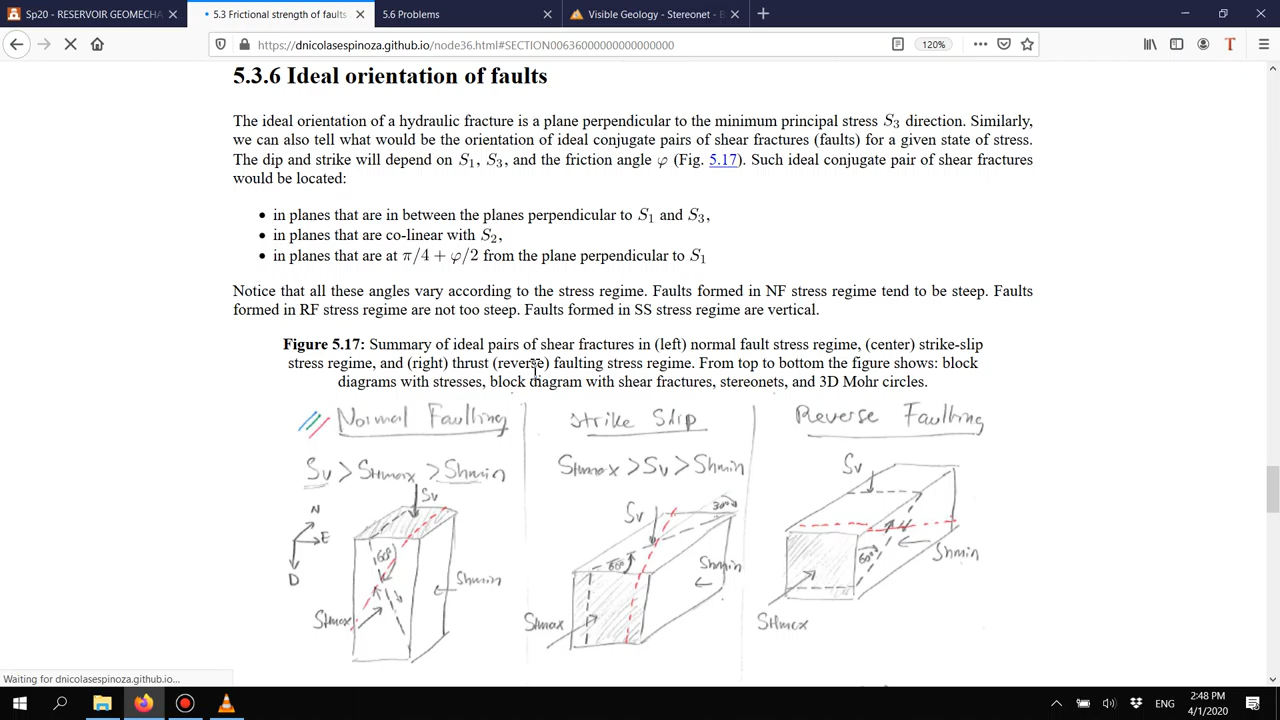 Sp20 - RESERVOIR GEOMECHA
5.3 Frictional strength of faults
5.6 Problems
Visible Geology - Stereonet - B
https://dnicolasespinoza.github.io/node36.html#SECTION00636000000000000000
120%
5.3.6 Ideal orientation of faults
The ideal orientation of a hydraulic fracture is a plane perpendicular to the minimum principal stress S3 direction. Similarly,
we can also tell what would be the orientation of ideal conjugate pairs of shear fractures (faults) for a given state of stress.
The dip and strike will depend on S1, S3, and the friction angle φ (Fig. 5.17). Such ideal conjugate pair of shear fractures
would be located:
• in planes that are in between the planes perpendicular to S1 and S3,
• in planes that are co-linear with S2,
• in planes that are at π/4 + φ/2 from the plane perpendicular to S1
Notice that all these angles vary according to the stress regime. Faults formed in NF stress regime tend to be steep. Faults
formed in RF stress regime are not too steep. Faults formed in SS stress regime are vertical.
Figure 5.17: Summary of ideal pairs of shear fractures in (left) normal fault stress regime, (center) strike-slip
stress regime, and (right) thrust (reverse) faulting stress regime. From top to bottom the figure shows: block
diagrams with stresses, block diagram with shear fractures, stereonets, and 3D Mohr circles.
Normal Faulting
Strike Slip
Reverse Faulting
Sv > SHmax > Shmin
SHmax > Sv > Shmin
Sv
Sv
Sv
N
E
D
60°
30°
60°
60°
Shmin
Shmin
Shmin
SHmax
SHmax
SHmax
Waiting for dnicolasespinoza.github.io...
ENG
2:48 PM
4/1/2020